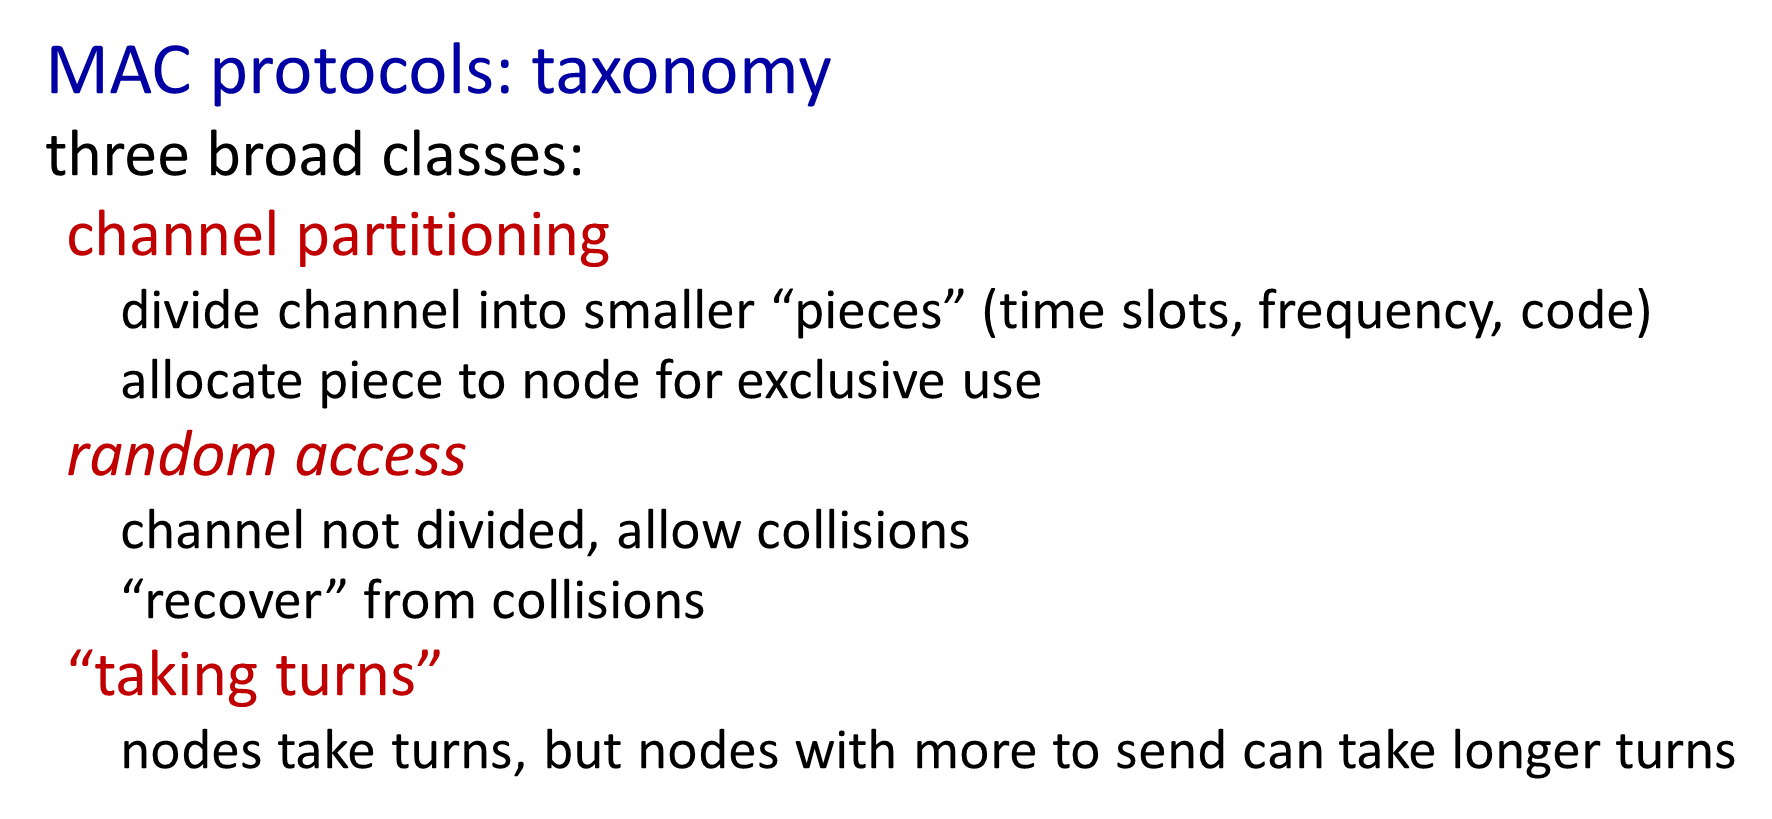 MAC protocols: taxonomy
three broad classes:
channel partitioning
divide channel into smaller “pieces” (time slots, frequency, code)
allocate piece to node for exclusive use
random access
channel not divided, allow collisions
“recover” from collisions
“taking turns”
nodes take turns, but nodes with more to send can take longer turns